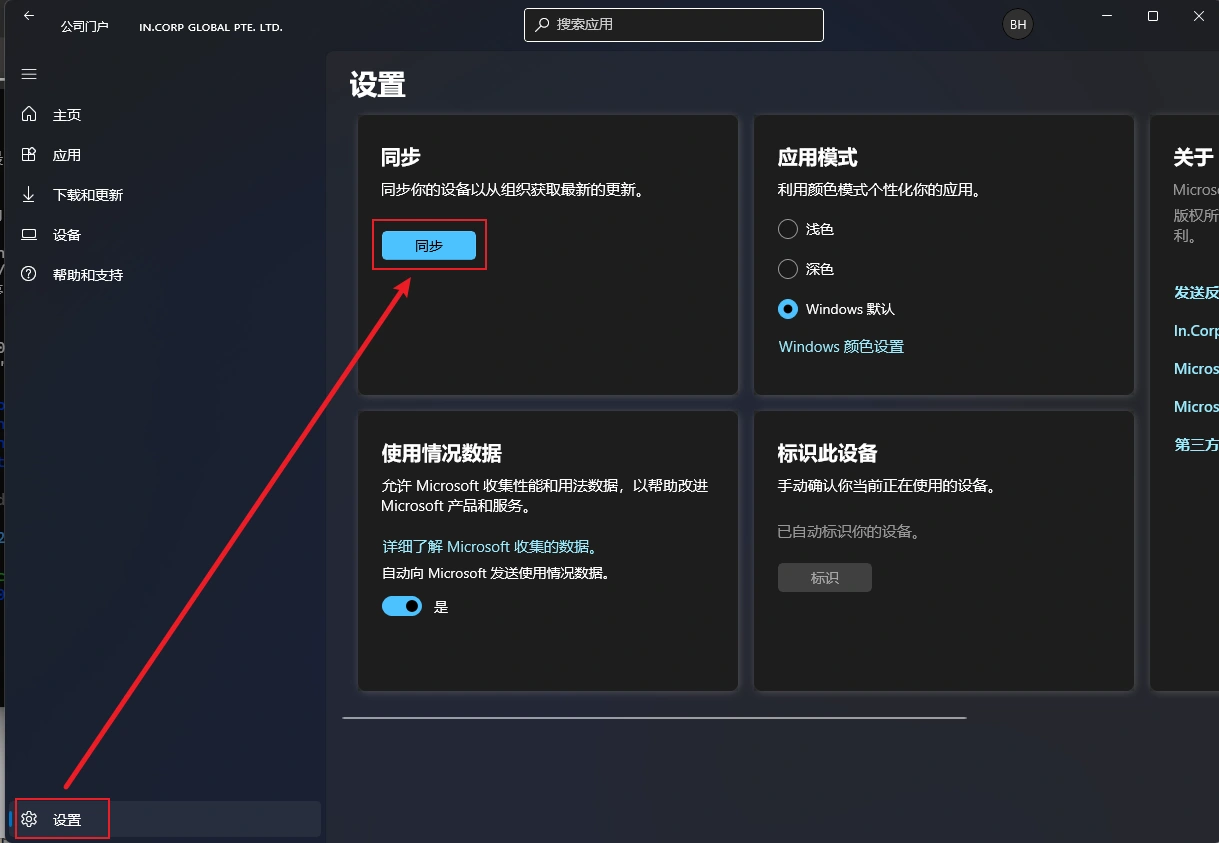 公司门户
IN.CORP GLOBAL PTE. LTD.
搜索应用
BH
主页
应用
下载和更新
设备
帮助和支持
设置
设置
同步
同步你的设备以从组织获取最新的更新。
同步
应用模式
利用颜色模式个性化你的应用。
浅色
深色
Windows 默认
Windows 颜色设置
关于
Micros
版权所
利。
发送反
In.Corp
Micros
Micros
第三方
使用情况数据
允许 Microsoft 收集性能和用法数据，以帮助改进
Microsoft 产品和服务。
详细了解 Microsoft 收集的数据。
自动向 Microsoft 发送使用情况数据。
是
标识此设备
手动确认你当前正在使用的设备。
已自动标识你的设备。
标识